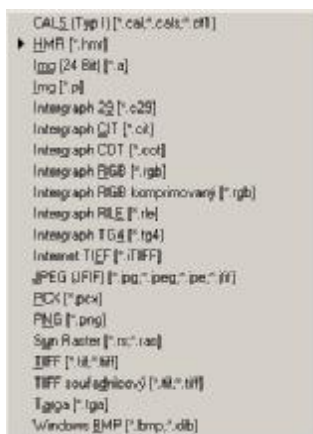 CALS (Typ I) [*.cal;*.cals;*.ct1]
HMR [*.hmr]
Img (24 Bit) [*.a]
Img [*.p]
Intergraph 29 [*.c29]
Intergraph CIT [*.cit]
Intergraph COT [*.cot]
Intergraph RGB [*.rgb]
Intergraph RGB komprimovaný [*.rgb]
Intergraph RLE [*.rle]
Intergraph TG4 [*.tg4]
Internet TIFF [*.iTIFF]
JPEG (JFIF) [*.jpg;*.jpeg;*.jpe;*.jfif]
PCX [*.pcx]
PNG [*.png]
Sun Raster [*.rs;*.ras]
TIFF [*.tif;*.tiff]
TIFF souřadnicový [*.tif;*.tiff]
Targa [*.tga]
Windows BMP [*.bmp;*.dib]